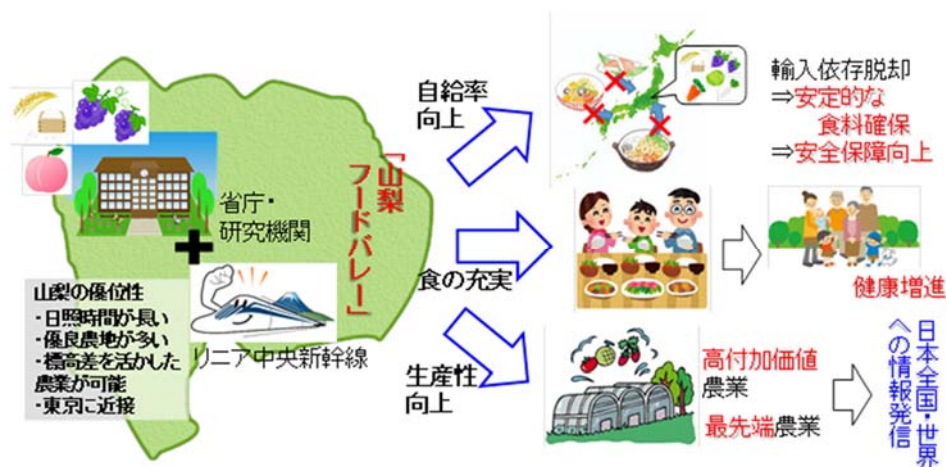 省庁・
研究機関
「山梨
フードバレー」
山梨の優位性
・日照時間が長い
・優良農地が多い
・標高差を活かした
農業が可能
・東京に近接
リニア中央新幹線
自給率
向上
輸入依存脱却
⇒安定的な
食料確保
⇒安全保障向上
食の充実
健康増進
生産性
向上
高付加価値
農業
最先端農業
日本全国・世界
への情報発信